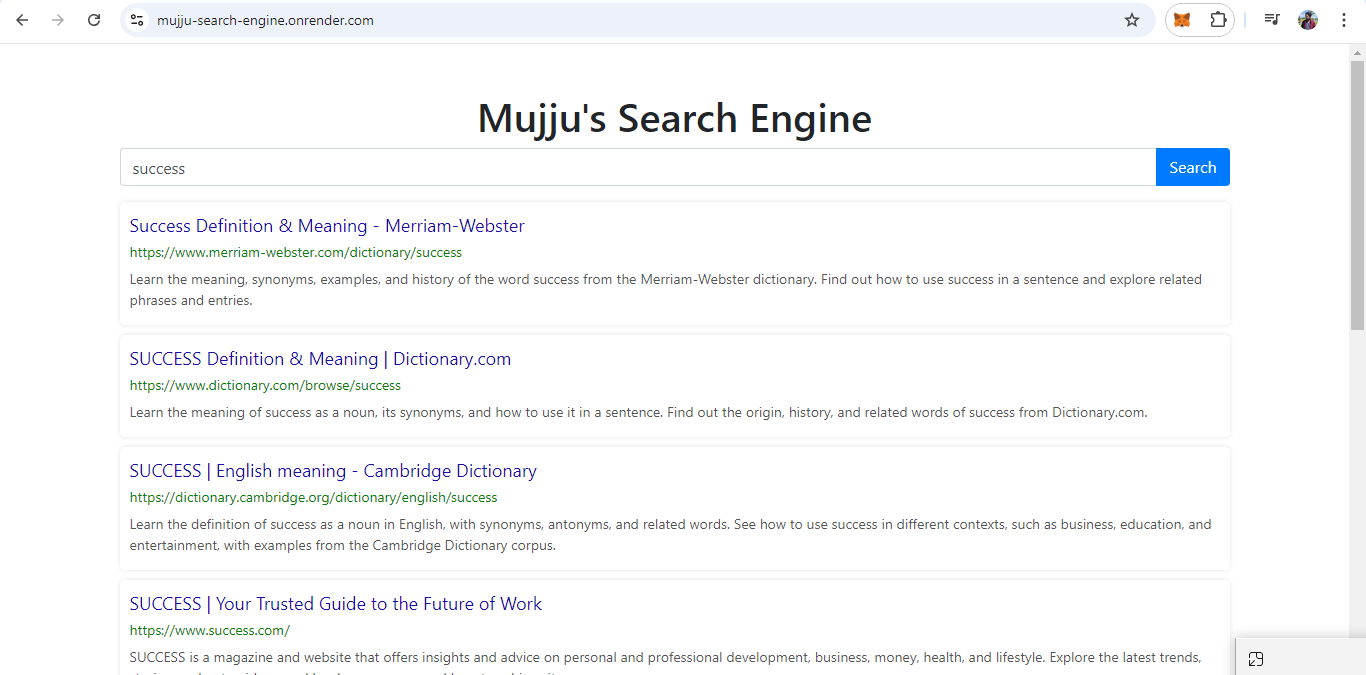 mujju-search-engine.onrender.com
Mujju's Search Engine
success
Search
Success Definition & Meaning - Merriam-Webster
https://www.merriam-webster.com/dictionary/success
Learn the meaning, synonyms, examples, and history of the word success from the Merriam-Webster dictionary. Find out how to use success in a sentence and explore related
phrases and entries.
SUCCESS Definition & Meaning | Dictionary.com
https://www.dictionary.com/browse/success
Learn the meaning of success as a noun, its synonyms, and how to use it in a sentence. Find out the origin, history, and related words of success from Dictionary.com.
SUCCESS | English meaning - Cambridge Dictionary
https://dictionary.cambridge.org/dictionary/english/success
Learn the definition of success as a noun in English, with synonyms, antonyms, and related words. See how to use success in different contexts, such as business, education, and
entertainment, with examples from the Cambridge Dictionary corpus.
SUCCESS | Your Trusted Guide to the Future of Work
https://www.success.com/
SUCCESS is a magazine and website that offers insights and advice on personal and professional development, business, money, health, and lifestyle. Explore the latest trends,